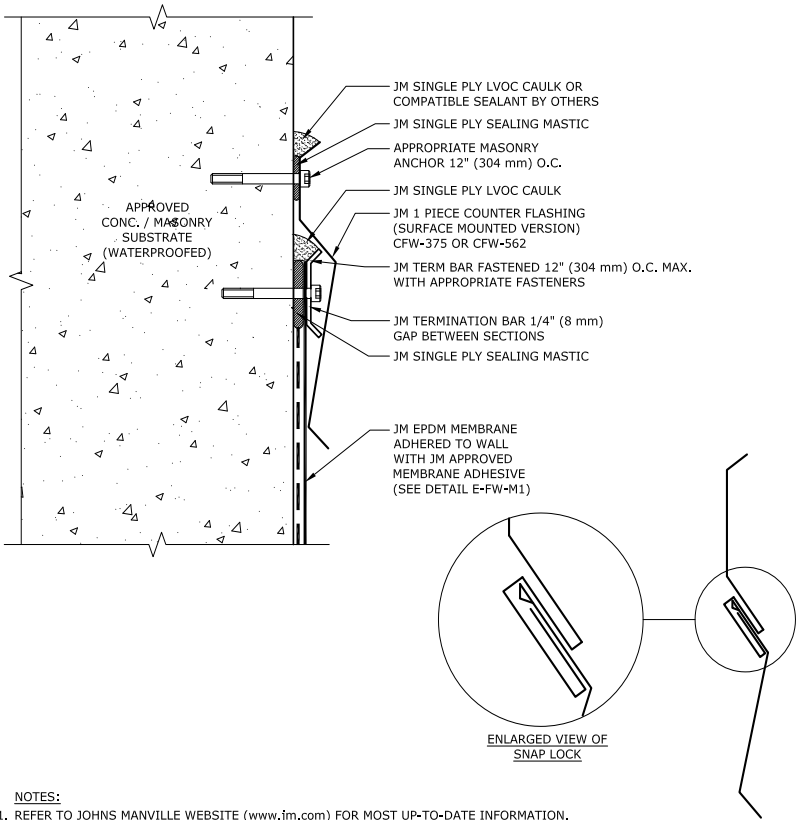 JM SINGLE PLY LVOC CAULK OR
COMPATIBLE SEALANT BY OTHERS
JM SINGLE PLY SEALING MASTIC
APPROPRIATE MASONRY
ANCHOR 12" (304 mm) O.C.
JM SINGLE PLY LVOC CAULK
JM 1 PIECE COUNTER FLASHING
(SURFACE MOUNTED VERSION)
CFW-375 OR CFW-562
APPROVED
CONC. / MASONRY
SUBSTRATE
(WATERPROOFED)
JM TERM BAR FASTENED 12" (304 mm) O.C. MAX.
WITH APPROPRIATE FASTENERS
JM TERMINATION BAR 1/4" (8 mm)
GAP BETWEEN SECTIONS
JM SINGLE PLY SEALING MASTIC
JM EPDM MEMBRANE
ADHERED TO WALL
WITH JM APPROVED
MEMBRANE ADHESIVE
(SEE DETAIL E-FW-M1)
ENLARGED VIEW OF
SNAP LOCK
NOTES:
1. REFER TO JOHNS MANVILLE WEBSITE (www.jm.com) FOR MOST UP-TO-DATE INFORMATION.